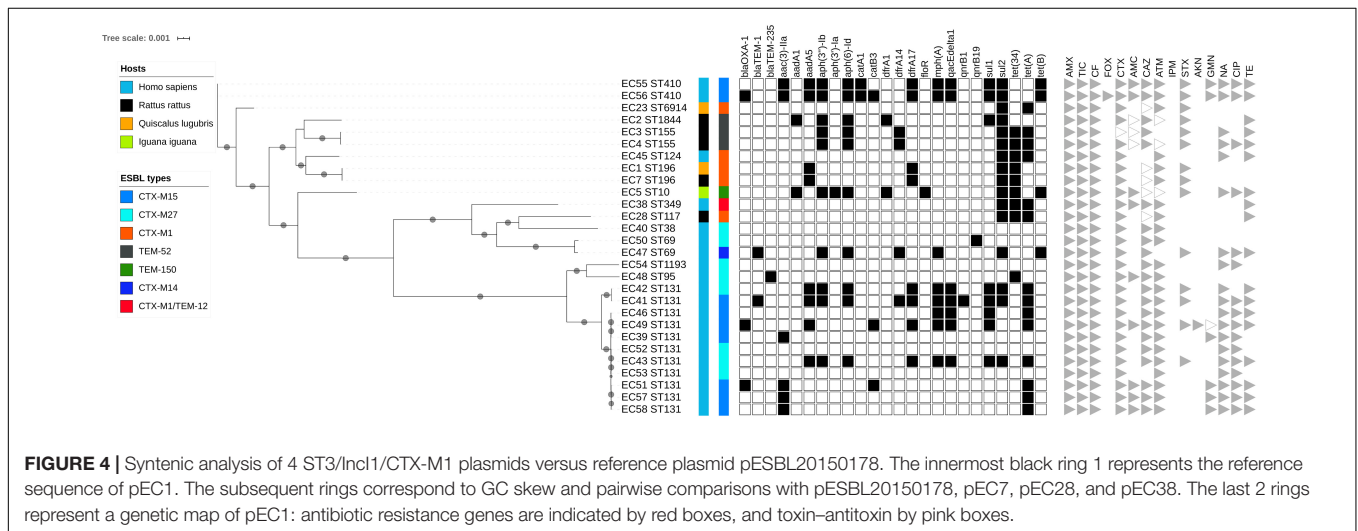 Tree scale: 0.001
Hosts
Homo sapiens
Rattus rattus
Quiscalus lugubris
Iguana iguana
ESBL types
CTX-M15
CTX-M27
CTX-M1
TEM-52
TEM-150
CTX-M14
CTX-M1/TEM-12
blaOXA-1
blaTEM-1
blaTEM-235
aac(3)-IIa
aadA1
aadA5
aph(3")-Ib
aph(3')-Ia
aph(6)-Id
catA1
catB3
dfrA1
dfrA14
dfrA17
floR
mph(A)
qacEdelta1
qnrB1
qnrB19
sul1
sul2
tet(34)
tet(A)
tet(B)
AMX
TIC
CF
FOX
CTX
AMC
CAZ
ATM
IPM
STX
AKN
GMN
NA
CIP
TE
EC55 ST410
EC56 ST410
EC23 ST6914
EC2 ST1844
EC3 ST155
EC4 ST155
EC45 ST124
EC1 ST196
EC7 ST196
EC5 ST10
EC38 ST349
EC28 ST117
EC40 ST38
EC50 ST69
EC47 ST69
EC54 ST1193
EC48 ST95
EC42 ST131
EC41 ST131
EC46 ST131
EC49 ST131
EC39 ST131
EC52 ST131
EC43 ST131
EC53 ST131
EC51 ST131
EC57 ST131
EC58 ST131
FIGURE 4 | Syntenic analysis of 4 ST3/IncI1/CTX-M1 plasmids versus reference plasmid pESBL20150178. The innermost black ring 1 represents the reference
sequence of pEC1. The subsequent rings correspond to GC skew and pairwise comparisons with pESBL20150178, pEC7, pEC28, and pEC38. The last 2 rings
represent a genetic map of pEC1: antibiotic resistance genes are indicated by red boxes, and toxin–antitoxin by pink boxes.